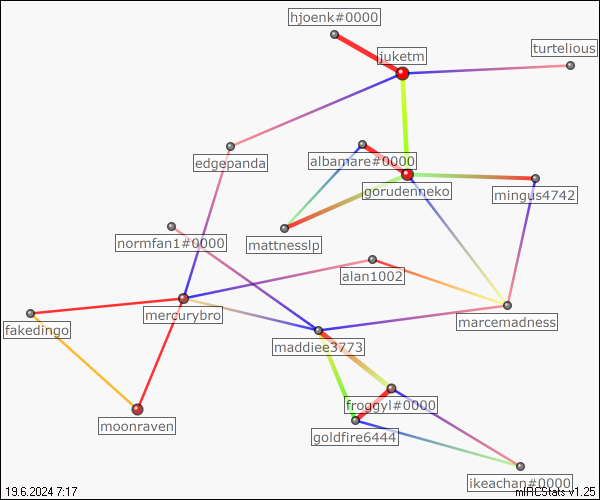 hjoenk#0000
juketm
turtelious
edgepanda
albamare#0000
gorudenneko
mingus4742
normfan1#0000
mattnesslp
alan1002
mercurybro
marcemadness
fakedingo
maddiee3773
froggyl#0000
moonraven
goldfire6444
ikeachan#0000
19.6.2024 7:17
mIRCStats v1.25